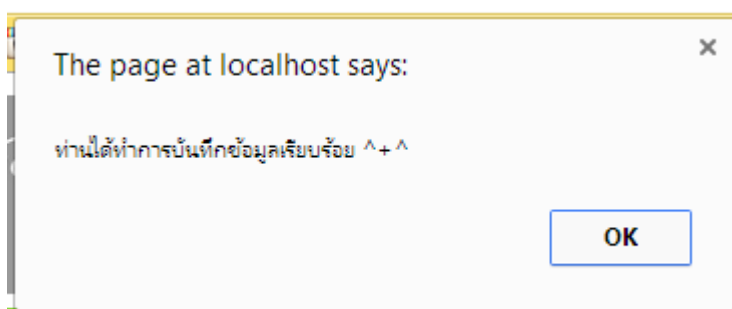 The page at localhost says:
ท่านได้ทำการบันทึกข้อมูลเรียบร้อย ^+^
OK